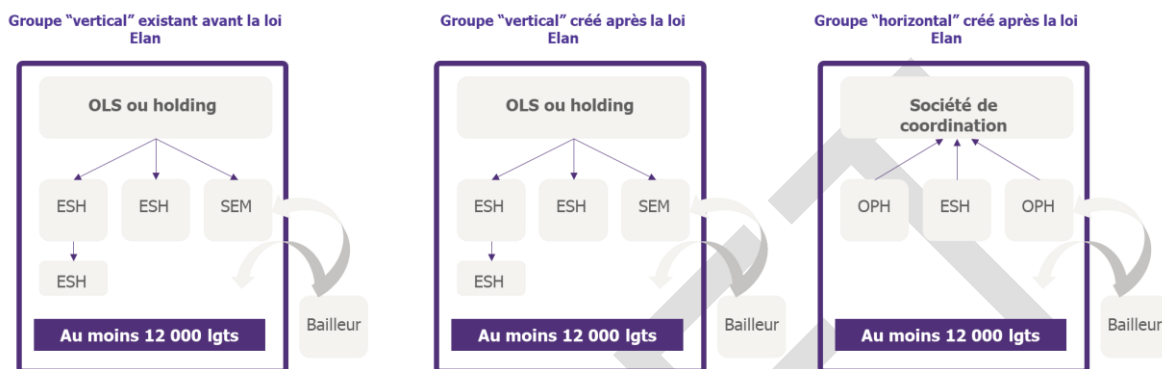 Groupe “vertical” existant avant la loi
Elan
OLS ou holding
ESH
ESH
SEM
ESH
Bailleur
Au moins 12 000 lgts
Groupe “vertical” créé après la loi
Elan
OLS ou holding
ESH
ESH
SEM
ESH
Bailleur
Au moins 12 000 lgts
Groupe “horizontal” créé après la loi
Elan
Société de
coordination
OPH
ESH
OPH
Bailleur
Au moins 12 000 lgts